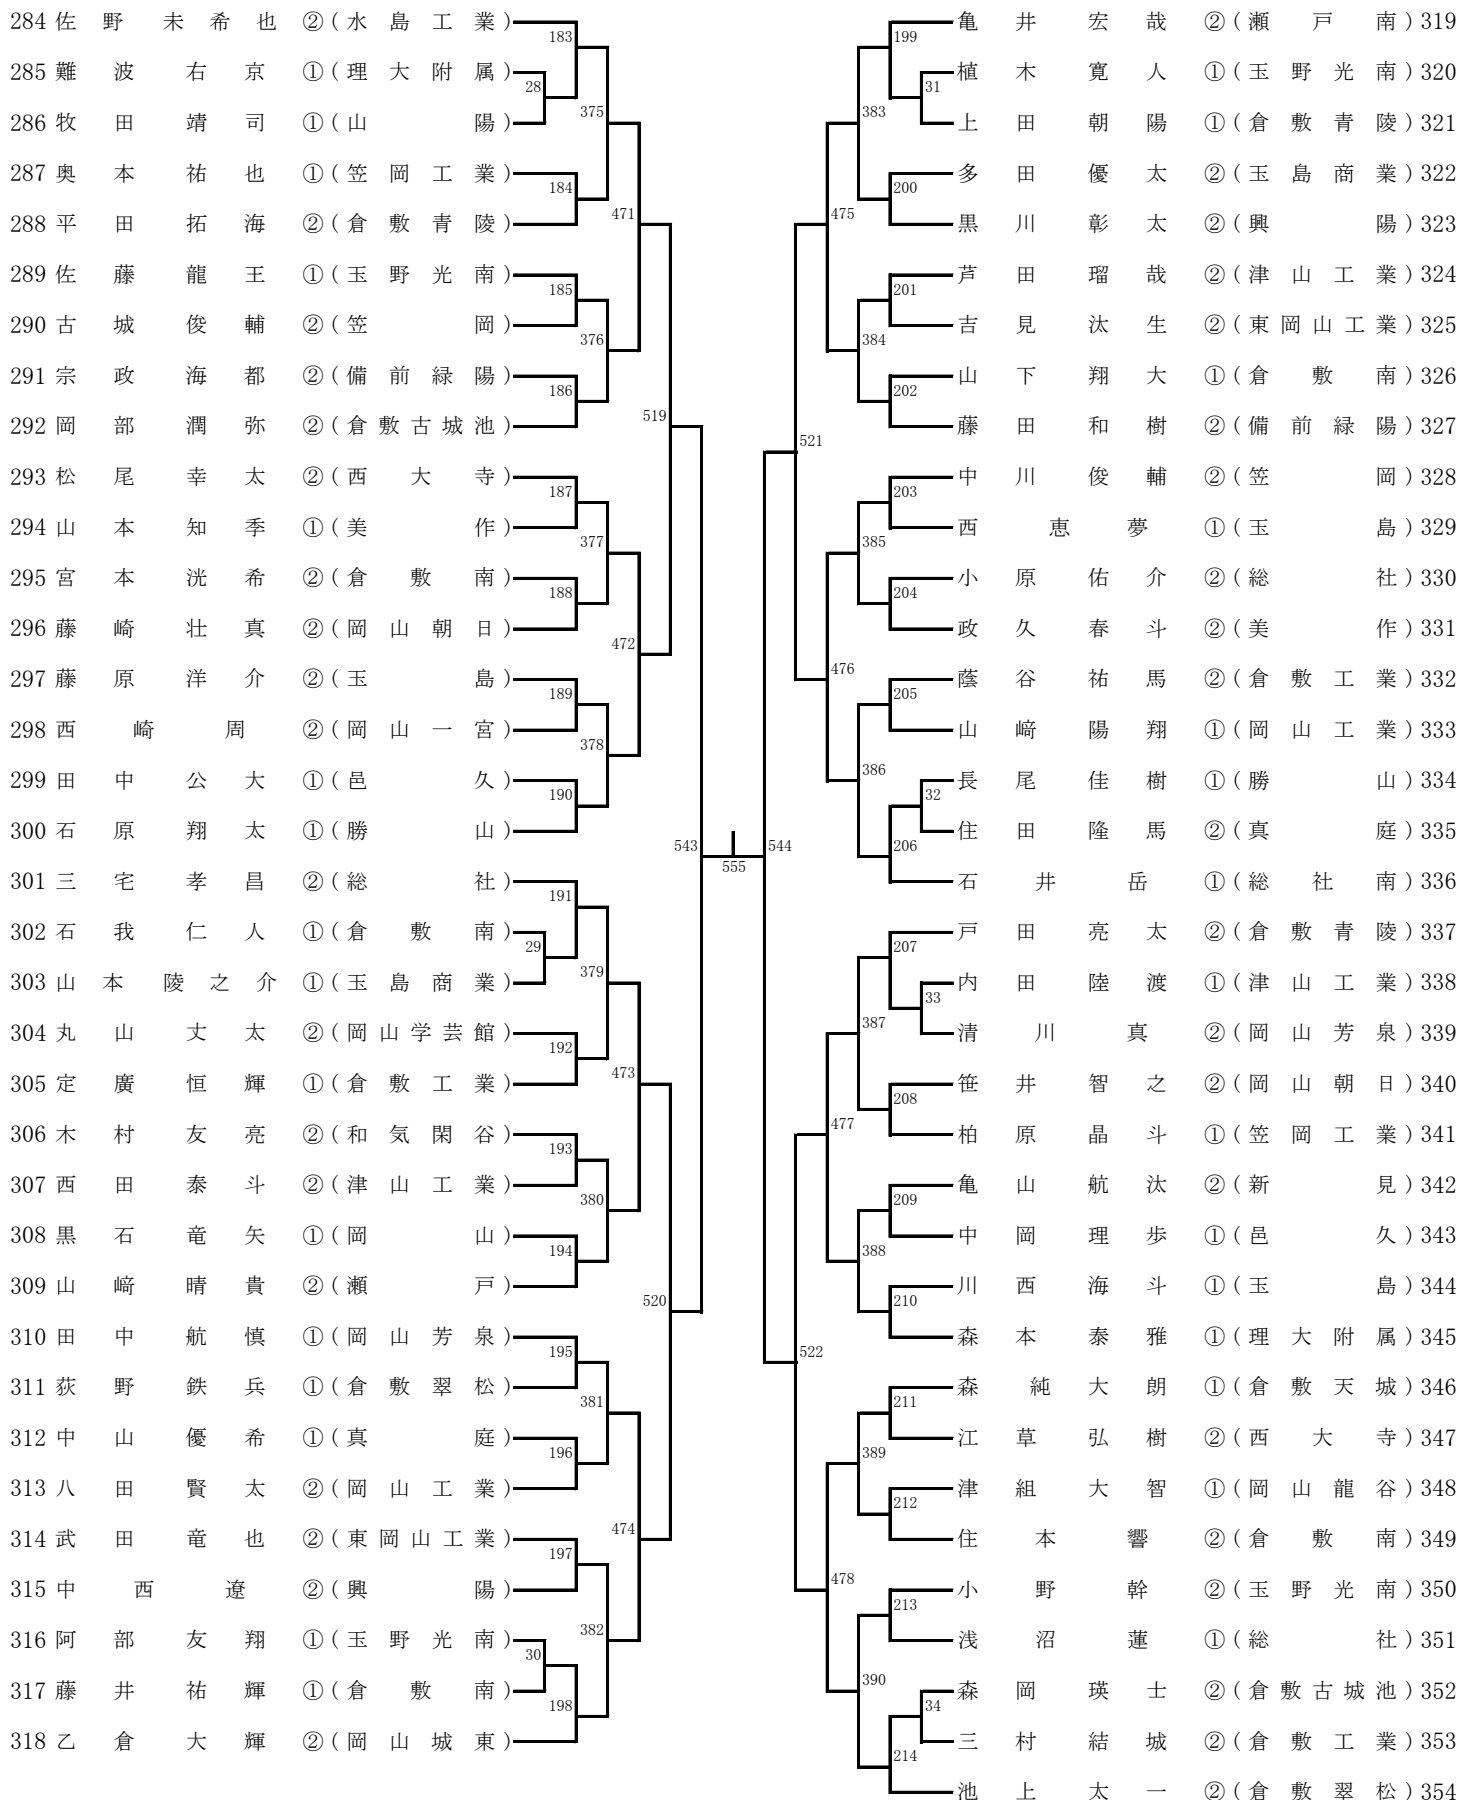 284 佐野未希也 ② (水島工業)
183
285 難波右京 ① (理大附属)
28
375
286 牧田靖司 ① (山陽)
287 奥本祐也 ① (笠岡工業)
184
471
288 平田拓海 ② (倉敷青陵)
289 佐藤龍王 ① (玉野光南)
185
290 古城俊輔 ② (笠岡)
376
291 宗政海都 ② (備前緑陽)
186
519
292 岡部潤弥 ② (倉敷古城池)
293 松尾幸太 ② (西大寺)
187
294 山本知季 ① (美作)
377
295 宮本洸希 ② (倉敷南)
188
296 藤崎壮真 ② (岡山朝日)
472
297 藤原洋介 ② (玉島)
189
298 西崎周 ② (岡山一宮)
378
299 田中公大 ① (邑久)
190
300 石原翔太 ① (勝山)
543
555
544
301 三宅孝昌 ② (総社)
191
302 石我仁人 ① (倉敷南)
29
379
303 山本陵之介 ① (玉島商業)
304 丸山丈太 ② (岡山学芸館)
192
473
305 定廣恒輝 ① (倉敷工業)
306 木村友亮 ② (和気閑谷)
193
307 西田泰斗 ② (津山工業)
380
308 黒石竜矢 ① (岡山)
194
309 山﨑晴貴 ② (瀬戸)
520
310 田中航慎 ① (岡山芳泉)
195
311 荻野鉄兵 ① (倉敷翠松)
381
312 中山優希 ① (真庭)
196
313 八田賢太 ② (岡山工業)
474
314 武田竜也 ② (東岡山工業)
197
315 中西遼 ② (興陽)
382
316 阿部友翔 ① (玉野光南)
30
317 藤井祐輝 ① (倉敷南)
198
318 乙倉大輝 ② (岡山城東)
亀井宏哉 ② (瀬戸南) 319
199
植木寛人 ① (玉野光南) 320
31
383
上田朝陽 ① (倉敷青陵) 321
多田優太 ② (玉島商業) 322
200
475
黒川彰太 ② (興陽) 323
芦田瑠哉 ② (津山工業) 324
201
吉見汰生 ② (東岡山工業) 325
384
山下翔大 ① (倉敷南) 326
202
藤田和樹 ② (備前緑陽) 327
521
中川俊輔 ② (笠岡) 328
203
西恵夢 ① (玉島) 329
385
小原佑介 ② (総社) 330
204
政久春斗 ② (美作) 331
476
蔭谷祐馬 ② (倉敷工業) 332
205
山﨑陽翔 ① (岡山工業) 333
386
長尾佳樹 ① (勝山) 334
32
住田隆馬 ② (真庭) 335
206
石井岳 ① (総社南) 336
戸田亮太 ② (倉敷青陵) 337
207
内田陸渡 ① (津山工業) 338
33
387
清川真 ② (岡山芳泉) 339
笹井智之 ② (岡山朝日) 340
208
477
柏原晶斗 ① (笠岡工業) 341
亀山航汰 ② (新見) 342
209
中岡理歩 ① (邑久) 343
388
川西海斗 ① (玉島) 344
210
森本泰雅 ① (理大附属) 345
522
森純大朗 ① (倉敷天城) 346
211
江草弘樹 ② (西大寺) 347
389
津組大智 ① (岡山龍谷) 348
212
住本響 ② (倉敷南) 349
478
小野幹 ② (玉野光南) 350
213
浅沼蓮 ① (総社) 351
390
森岡瑛士 ② (倉敷古城池) 352
34
三村結城 ② (倉敷工業) 353
214
池上太一 ② (倉敷翠松) 354